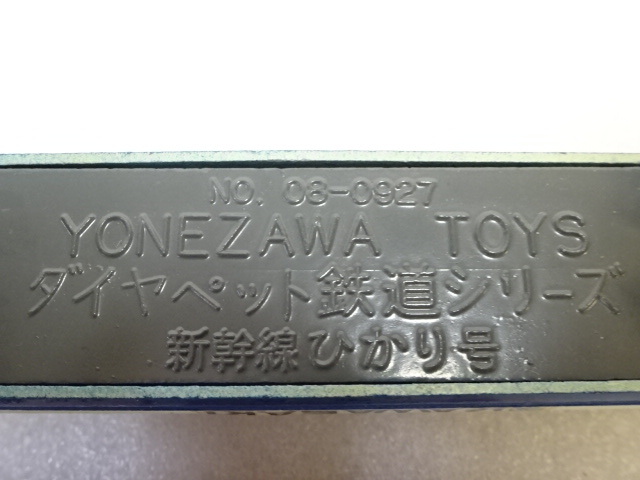 NO. 08-0927
YONEZAWA TOYS
ダイヤペット鉄道シリーズ
新幹線ひかり号